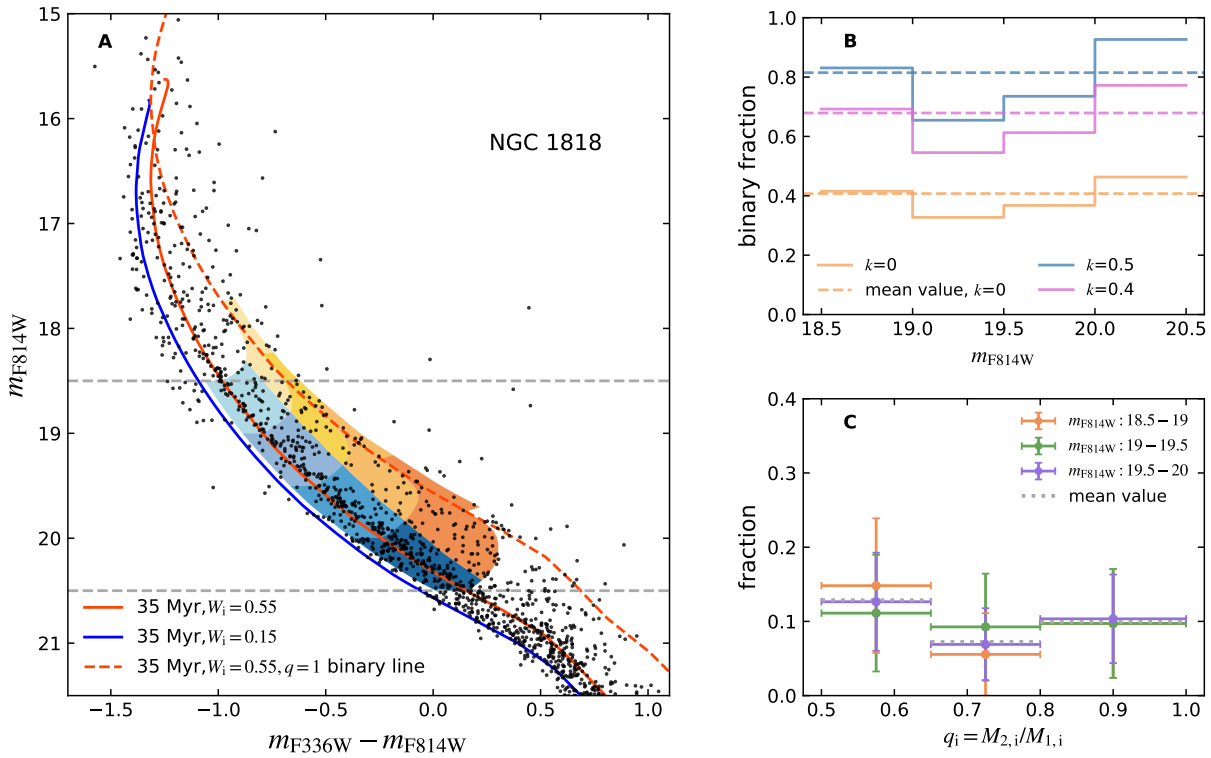 A
NGC 1818
15
16
17
18
19
20
21
m_F814W
35 Myr, W_i = 0.55
35 Myr, W_i = 0.15
35 Myr, W_i = 0.55, q = 1 binary line
−1.5 −1.0 −0.5 0.0 0.5 1.0
m_F336W − m_F814W
B
1.0
0.8
0.6
0.4
0.2
0.0
binary fraction
k=0
mean value, k=0
k=0.5
k=0.4
18.5 19.0 19.5 20.0 20.5
m_F814W
C
0.4
0.3
0.2
0.1
0.0
fraction
m_F814W : 18.5−19
m_F814W : 19−19.5
m_F814W : 19.5−20
mean value
0.5 0.6 0.7 0.8 0.9 1.0
q_i = M_2,i/M_1,i